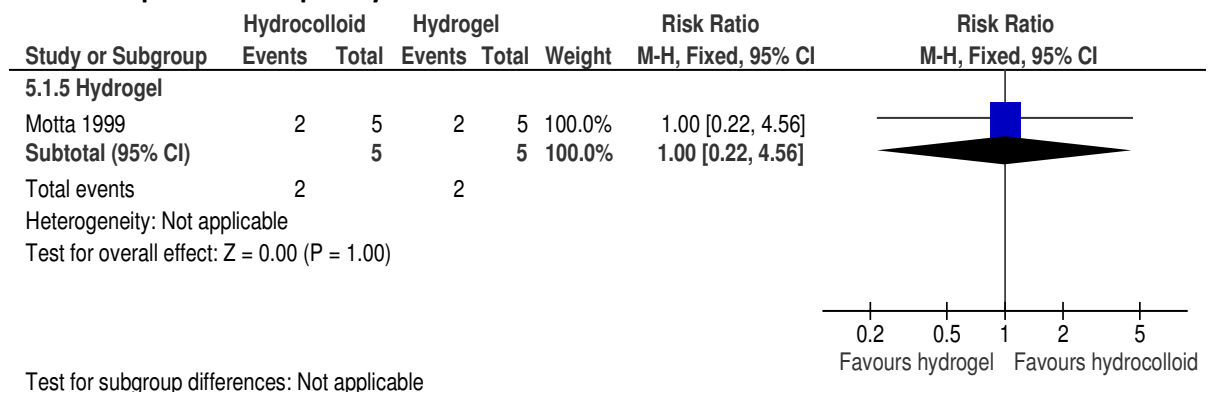 Hydrocolloid Hydrogel Risk Ratio Risk Ratio
Study or Subgroup Events Total Events Total Weight M-H, Fixed, 95% CI M-H, Fixed, 95% CI
5.1.5 Hydrogel
Motta 1999 2 5 2 5 100.0% 1.00 [0.22, 4.56]
Subtotal (95% CI) 5 5 100.0% 1.00 [0.22, 4.56]
Total events 2 2
Heterogeneity: Not applicable
Test for overall effect: Z = 0.00 (P = 1.00)
0.2 0.5 1 2 5
Favours hydrogel Favours hydrocolloid
Test for subgroup differences: Not applicable